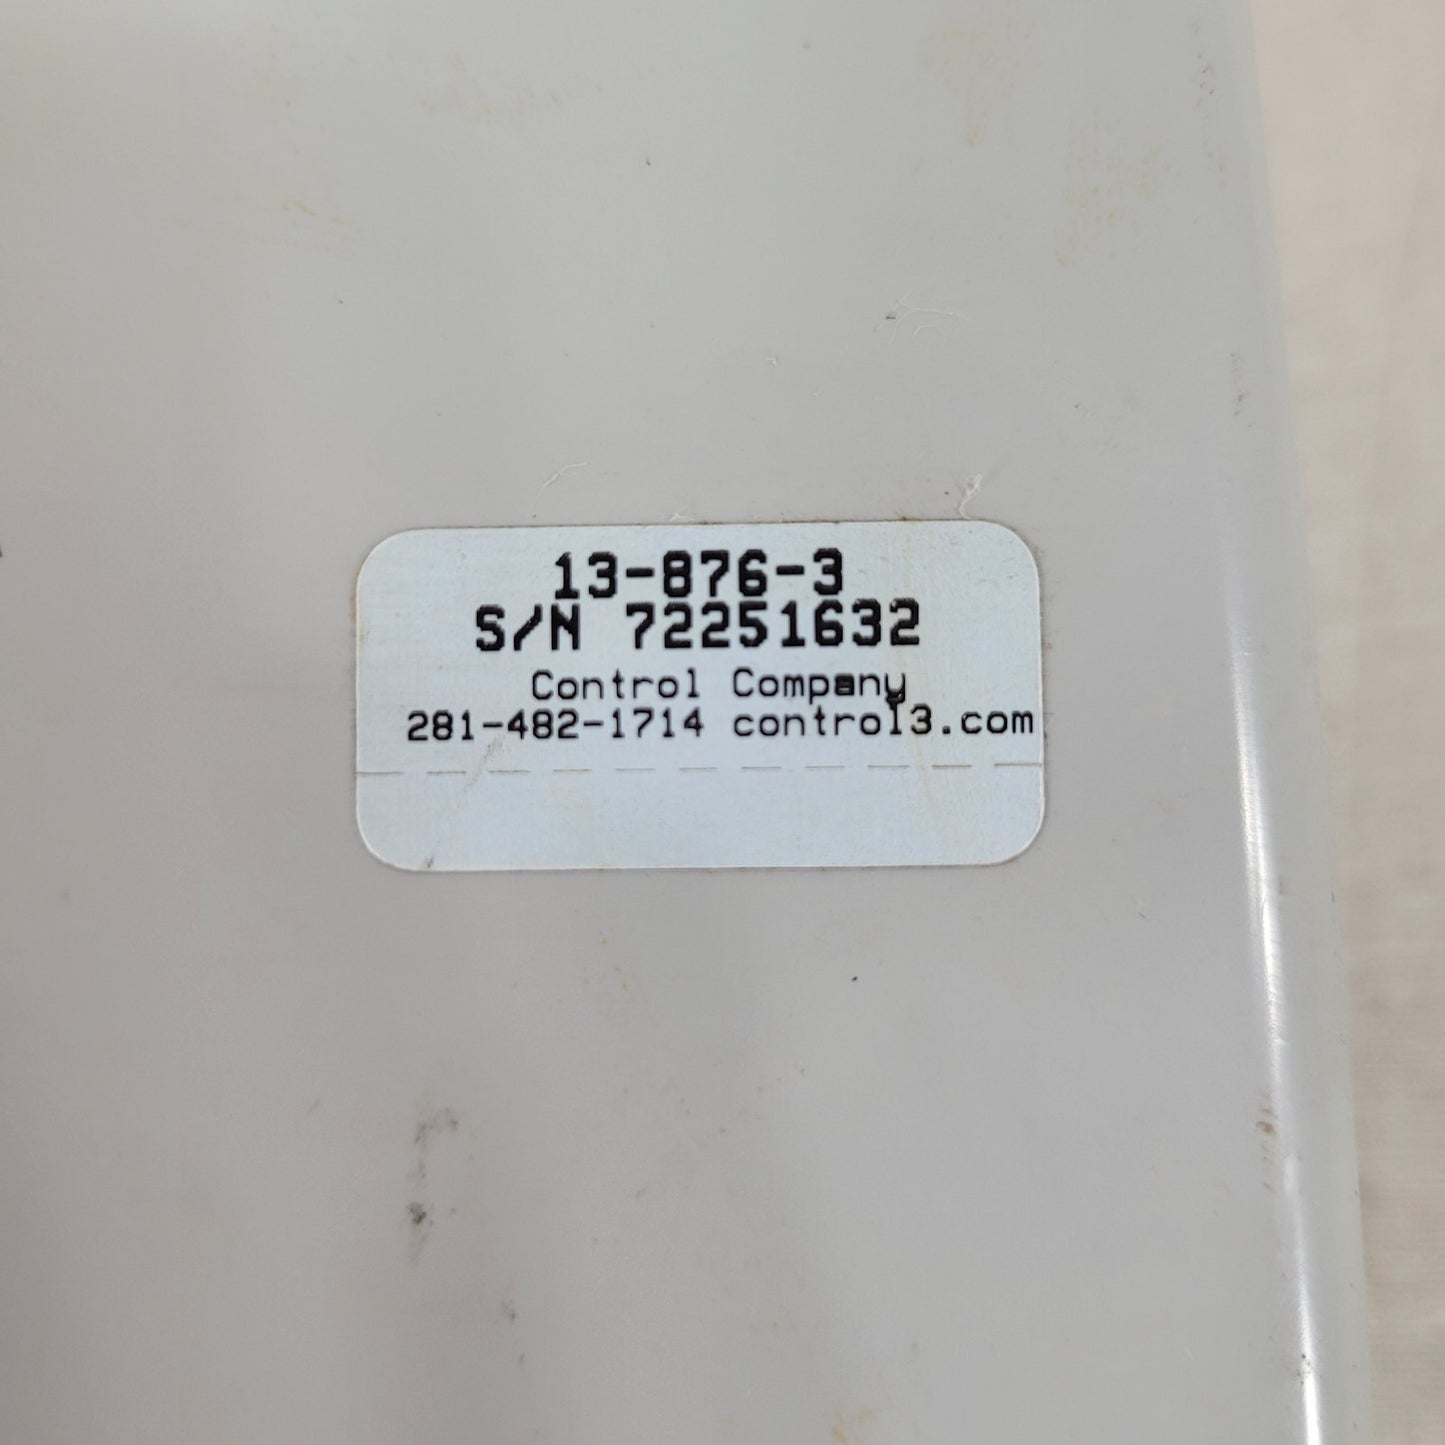 13-876-3
S/N 72251632
Control Company
281-482-1714 control3.com